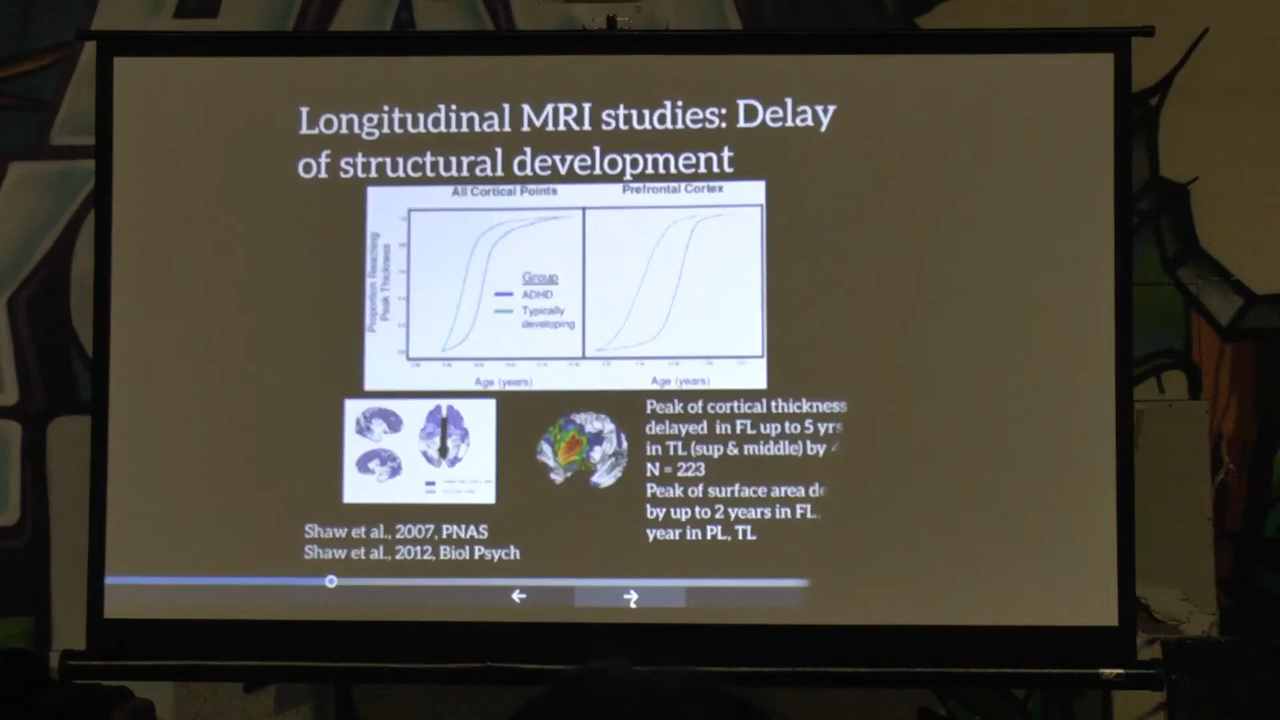 Longitudinal MRI studies: Delay
of structural development
All Cortical Points
Prefrontal Cortex
Proportion Reaching
Peak Thickness
Group
ADHD
Typically
developing
Age (years)
Age (years)
Peak of cortical thickness
delayed in FL up to 5 yrs
in TL (sup & middle) by
N = 223
Peak of surface area
by up to 2 years in FL
year in PL, TL
Shaw et al., 2007, PNAS
Shaw et al., 2012, Biol Psych